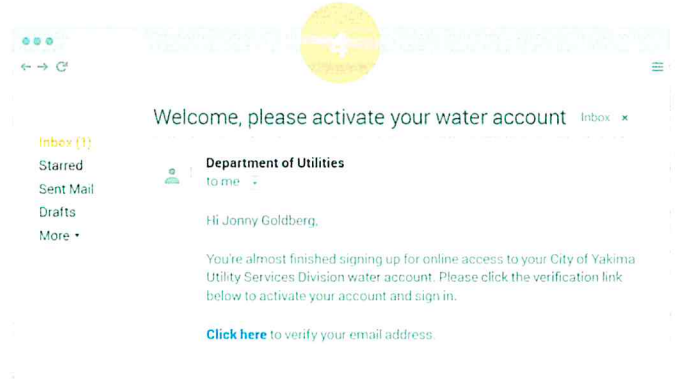 4
Welcome, please activate your water account Inbox ×
Inbox (1)
Starred
Sent Mail
Drafts
More
Department of Utilities
to me
Hi Jonny Goldberg,
You're almost finished signing up for online access to your City of Yakima
Utility Services Division water account. Please click the verification link
below to activate your account and sign in.
Click here to verify your email address.